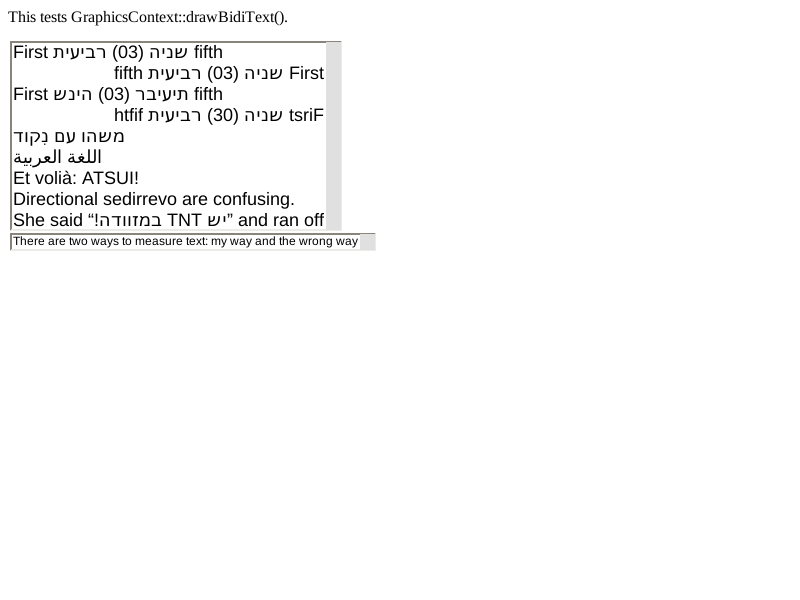 First שניה (03) רביעית fifth
First שניה (03) רביעית fifth
First הינש (03) תיעיבר fifth
tsriF שניה (30) רביעית htfif
משהו עם נִקוד
اللغة العربية
Et volià: ATSUI!
Directional sedirrevo are confusing.
She said “יש TNT במזוודה!” and ran off
There are two ways to measure text: my way and the wrong way
This tests GraphicsContext::drawBidiText().